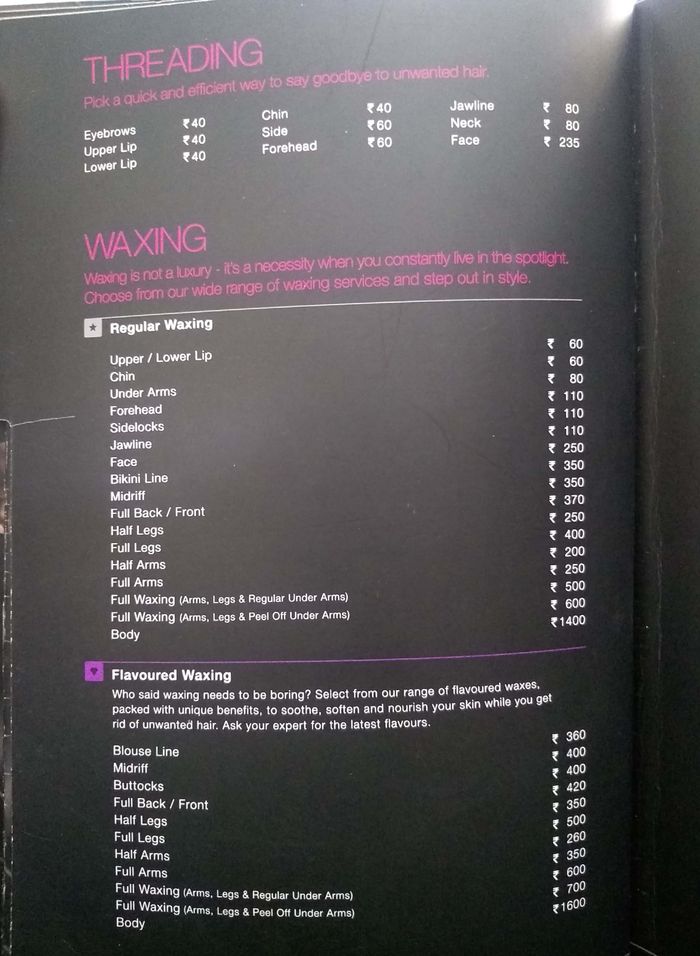 THREADING
Pick a quick and efficient way to say goodbye to unwanted hair.
Eyebrows ₹40 Chin ₹40 Jawline ₹ 80
Upper Lip ₹40 Side ₹60 Neck ₹ 80
Lower Lip ₹40 Forehead ₹60 Face ₹ 235
WAXING
Waxing is not a luxury - it's a necessity when you constantly live in the spotlight.
Choose from our wide range of waxing services and step out in style.
Regular Waxing
Upper / Lower Lip ₹ 60
Chin ₹ 60
Under Arms ₹ 80
Forehead ₹ 110
Sidelocks ₹ 110
Jawline ₹ 110
Face ₹ 250
Bikini Line ₹ 350
Midriff ₹ 350
Full Back / Front ₹ 370
Half Legs ₹ 250
Full Legs ₹ 400
Half Arms ₹ 200
Full Arms ₹ 250
Full Waxing (Arms, Legs & Regular Under Arms) ₹ 500
Full Waxing (Arms, Legs & Peel Off Under Arms) ₹ 600
Body ₹1400
Flavoured Waxing
Who said waxing needs to be boring? Select from our range of flavoured waxes,
packed with unique benefits, to soothe, soften and nourish your skin while you get
rid of unwanted hair. Ask your expert for the latest flavours.
Blouse Line ₹ 360
Midriff ₹ 400
Buttocks ₹ 400
Full Back / Front ₹ 420
Half Legs ₹ 350
Full Legs ₹ 500
Half Arms ₹ 260
Full Arms ₹ 350
Full Waxing (Arms, Legs & Regular Under Arms) ₹ 600
Full Waxing (Arms, Legs & Peel Off Under Arms) ₹ 700
Body ₹1600